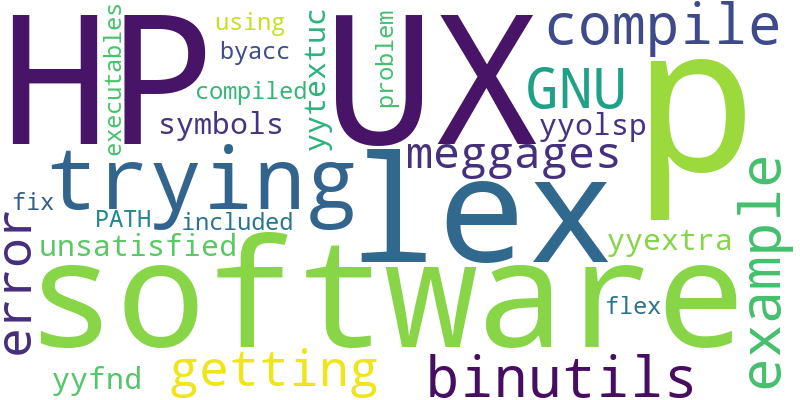 HP UX
p
compile
using
byacc
executables
problem
yytextuc
compiled
GNU
symbols
yyolsp
meggages
trying
lex
fix
PATH
included
example
error
unsatisfied
yyextra
software
flex
yyfnd
getting
binutils